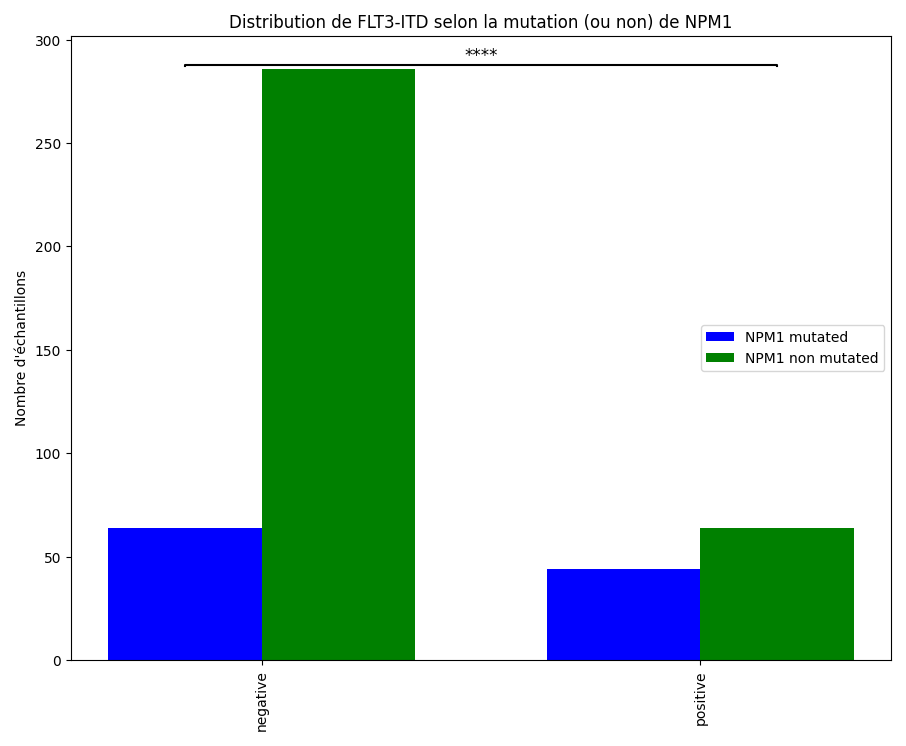 Distribution de FLT3-ITD selon la mutation (ou non) de NPM1
300
****
250
200
150
100
50
0
Nombre d'échantillons
NPM1 mutated
NPM1 non mutated
negative
positive